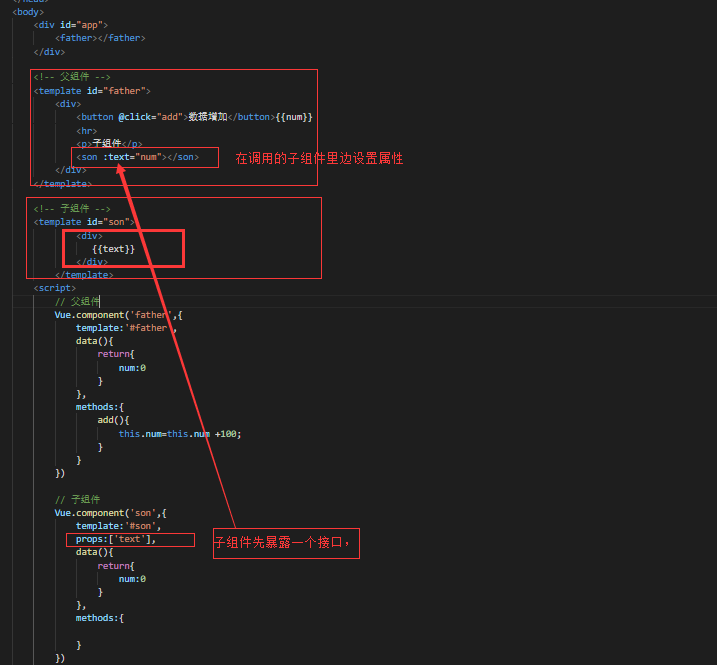 <body>
<div id="app">
<father></father>
</div>
<!-- 父组件 -->
<template id="father">
<div>
<button @click="add">数据增加</button>{{num}}
<hr>
<p>子组件</p>
<son :text="num"></son>
在调用的子组件里边设置属性
</div>
</template>
<!-- 子组件 -->
<template id="son">
<div>
{{text}}
</div>
</template>
<script>
// 父组件
Vue.component('father',{
template:'#father',
data(){
return{
num:0
}
},
methods:{
add(){
this.num=this.num +100;
}
}
})
// 子组件
Vue.component('son',{
template:'#son',
props:['text'],
子组件先暴露一个接口，
data(){
return{
num:0
}
},
methods:{
}
})